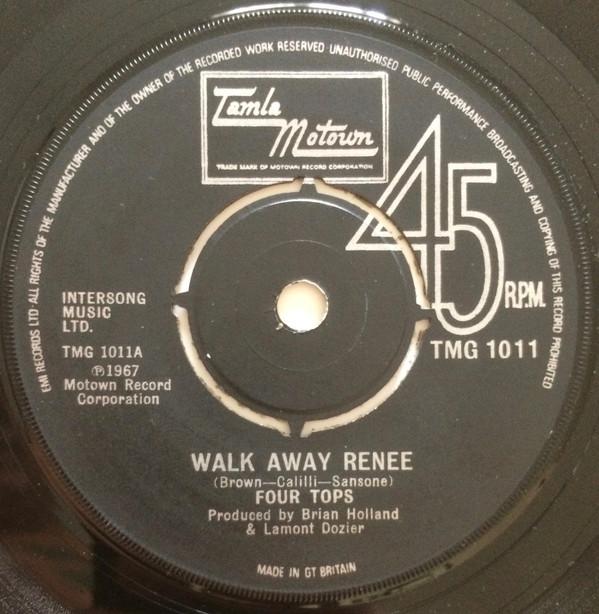 EMI RECORDS LTD·ALL RIGHTS OF THE MANUFACTURER AND OF THE OWNER OF THE RECORDED WORK RESERVED UNAUTHORISED PUBLIC PERFORMANCE BROADCASTING AND COPYING OF THIS RECORD PROHIBITED
Tamla
Motown
TRADE MARK OF MOTOWN RECORD CORPORATION
45
R.P.M.
INTERSONG
MUSIC
LTD.
TMG 1011A
℗1967
Motown Record
Corporation
TMG 1011
WALK AWAY RENEE
(Brown—Calilli—Sansone)
FOUR TOPS
Produced by Brian Holland
& Lamont Dozier
MADE IN GT BRITAIN